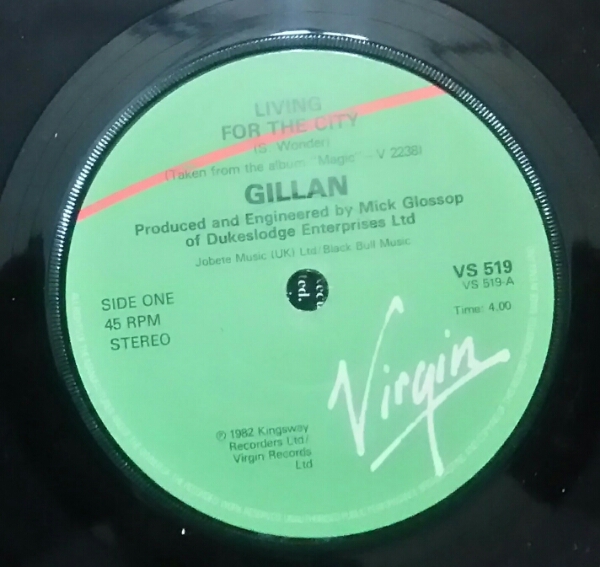 LIVING
FOR THE CITY
(S. Wonder)
(Taken from the album "Magic" - V 2238)
GILLAN
Produced and Engineered by Mick Glossop
of Dukeslodge Enterprises Ltd
Jobete Music (UK) Ltd/Black Bull Music
SIDE ONE
45 RPM
STEREO
VS 519
VS 519-A
Time: 4.00
Virgin
℗ 1982 Kingsway
Recorders Ltd/
Virgin Records
Ltd